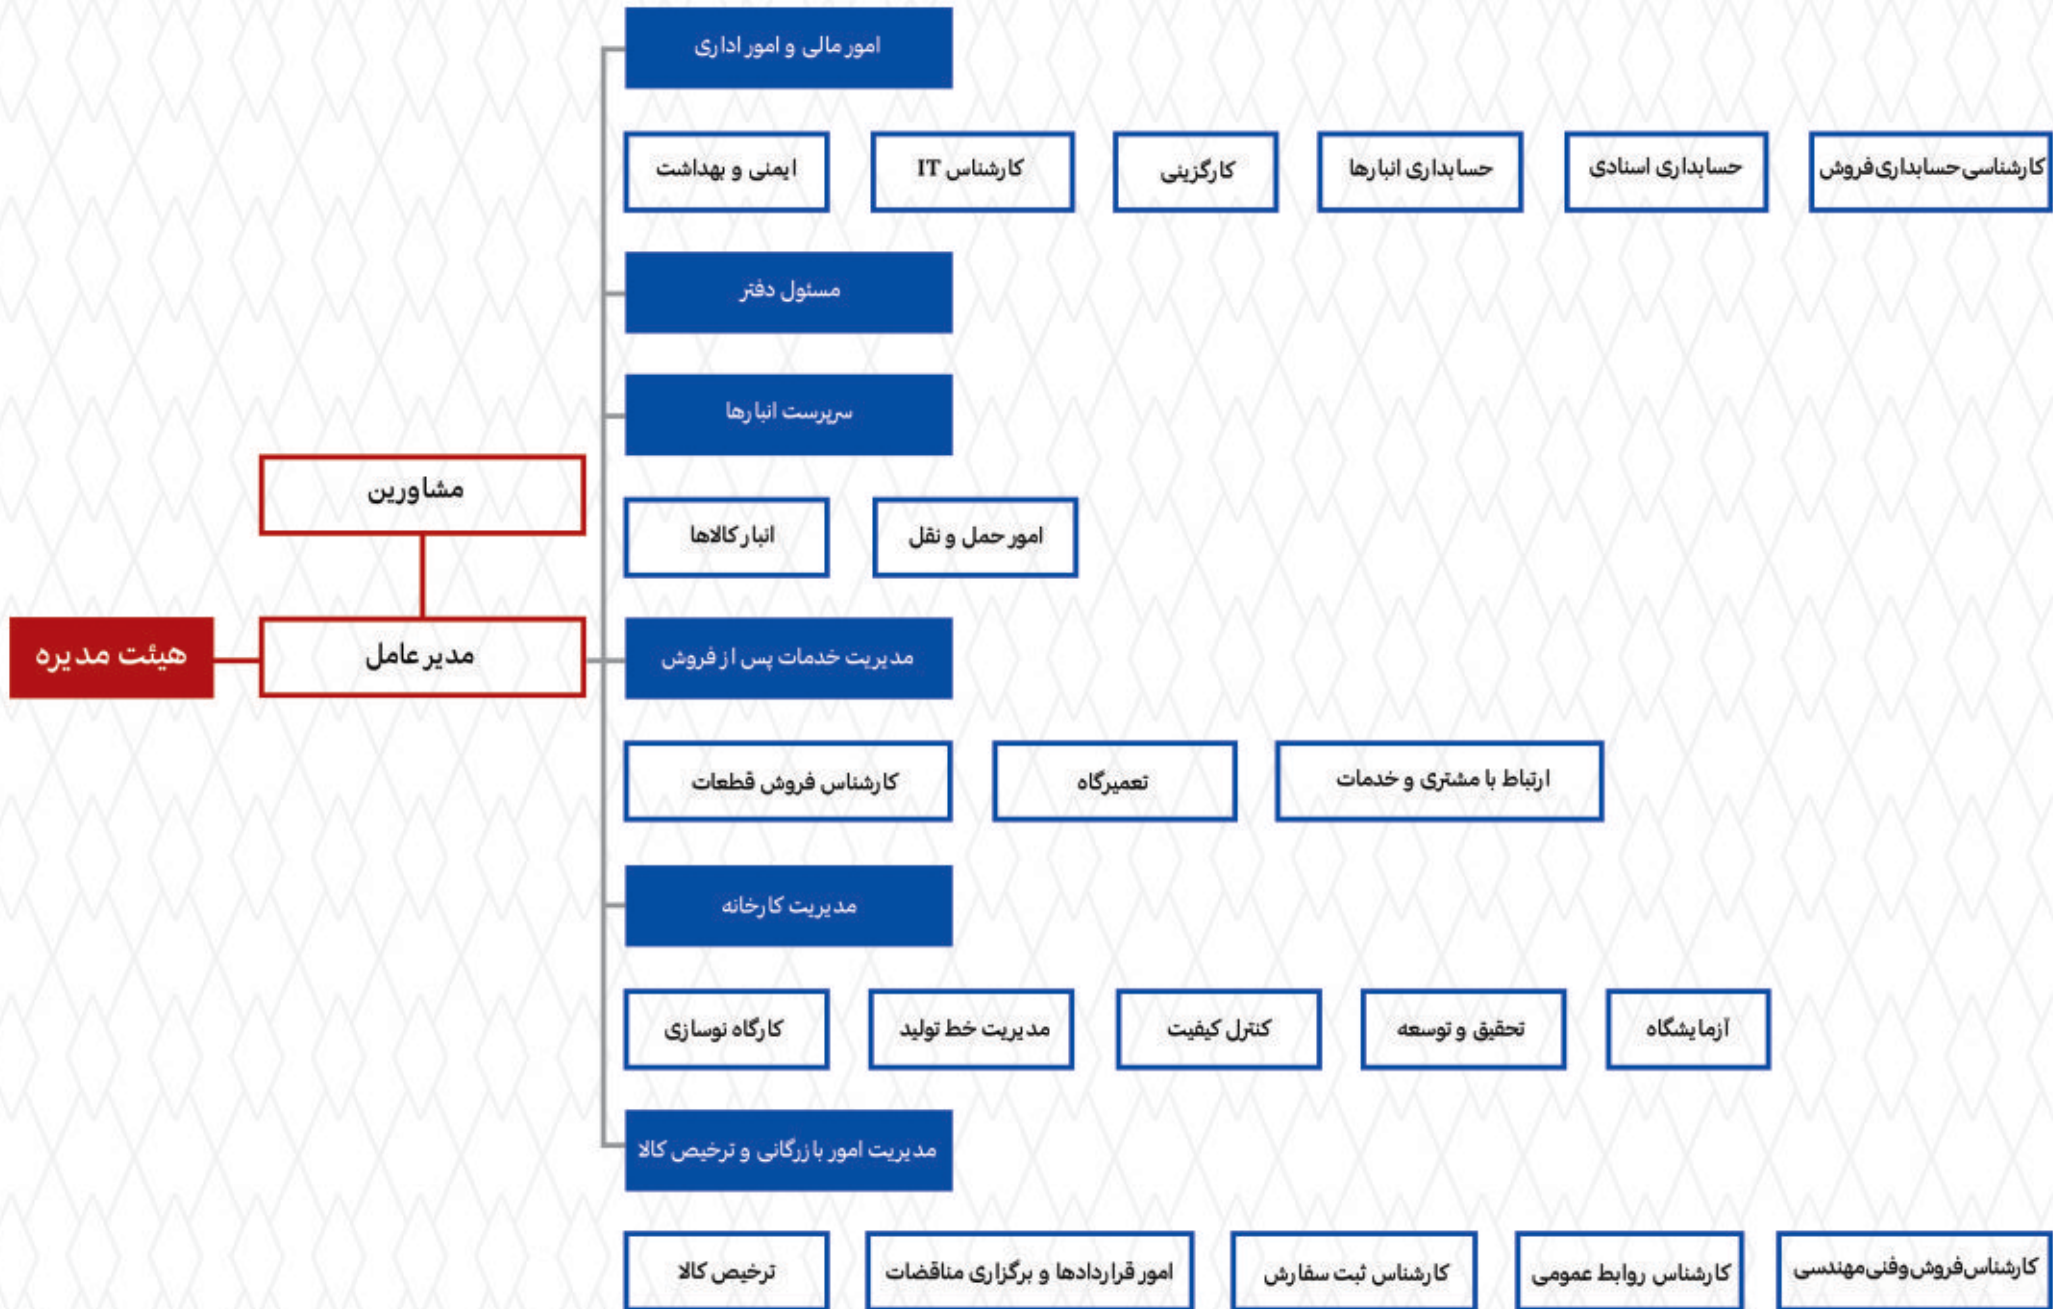 امور مالی و امور اداری
ایمنی و بهداشت
کارشناس IT
کارگزینی
حسابداری انبارها
حسابداری اسنادی
کارشناسی حسابداری فروش
مسئول دفتر
سرپرست انبارها
مشاورین
انبار کالاها
امور حمل و نقل
هیئت مدیره
مدیر عامل
مدیریت خدمات پس از فروش
کارشناس فروش قطعات
تعمیرگاه
ارتباط با مشتری و خدمات
مدیریت کارخانه
کارگاه نوسازی
مدیریت خط تولید
کنترل کیفیت
تحقیق و توسعه
آزمایشگاه
مدیریت امور بازرگانی و ترخیص کالا
ترخیص کالا
امور قراردادها و برگزاری مناقضات
کارشناس ثبت سفارش
کارشناس روابط عمومی
کارشناس فروش و فنی مهندسی